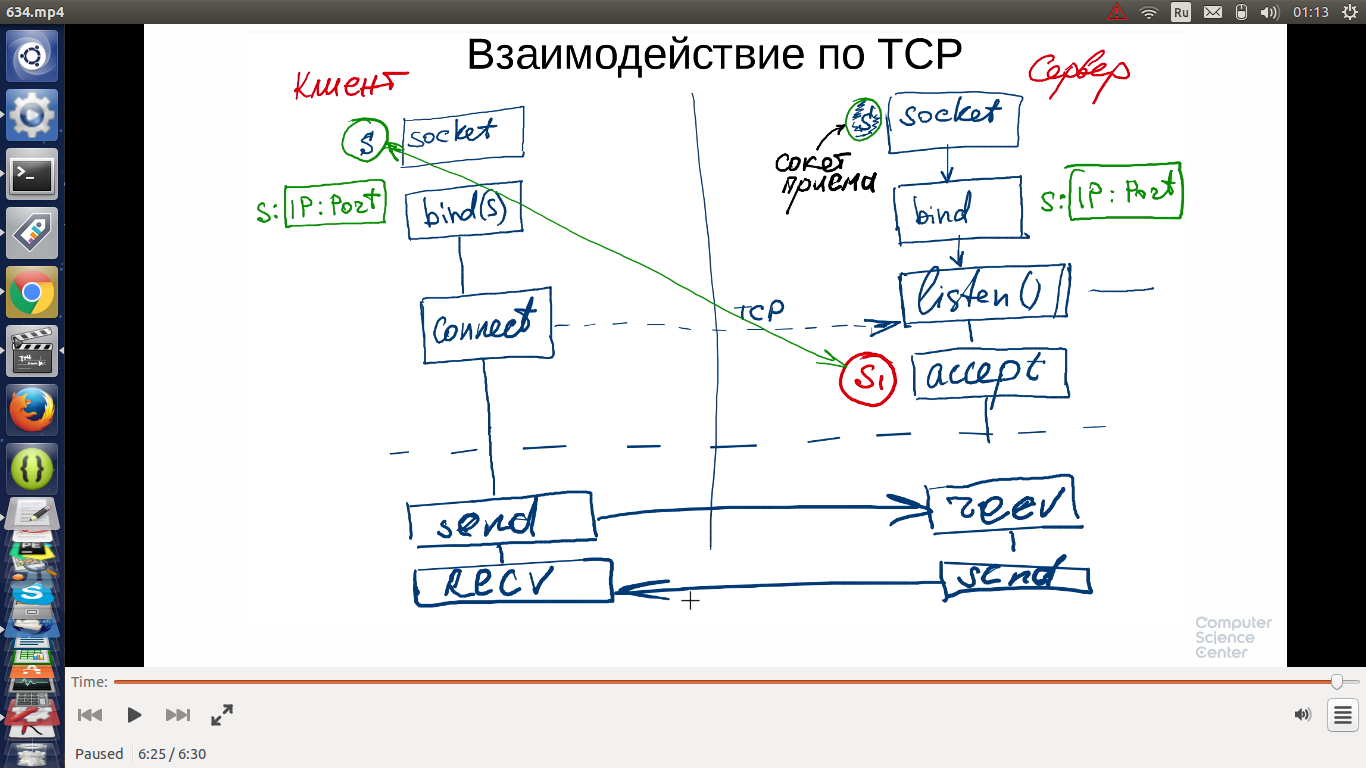 634.mp4
Ru
01:13
Взаимодействие по TCP
Клиент
Сервер
S
socket
S
socket
сокет
приема
S:
IP:Port
bind(S)
bind
S:
IP:Port
listen()
connect
TCP
S1
accept
send
recv
RECV
send
Computer
Science
Center
Time:
Paused
6:25 / 6:30